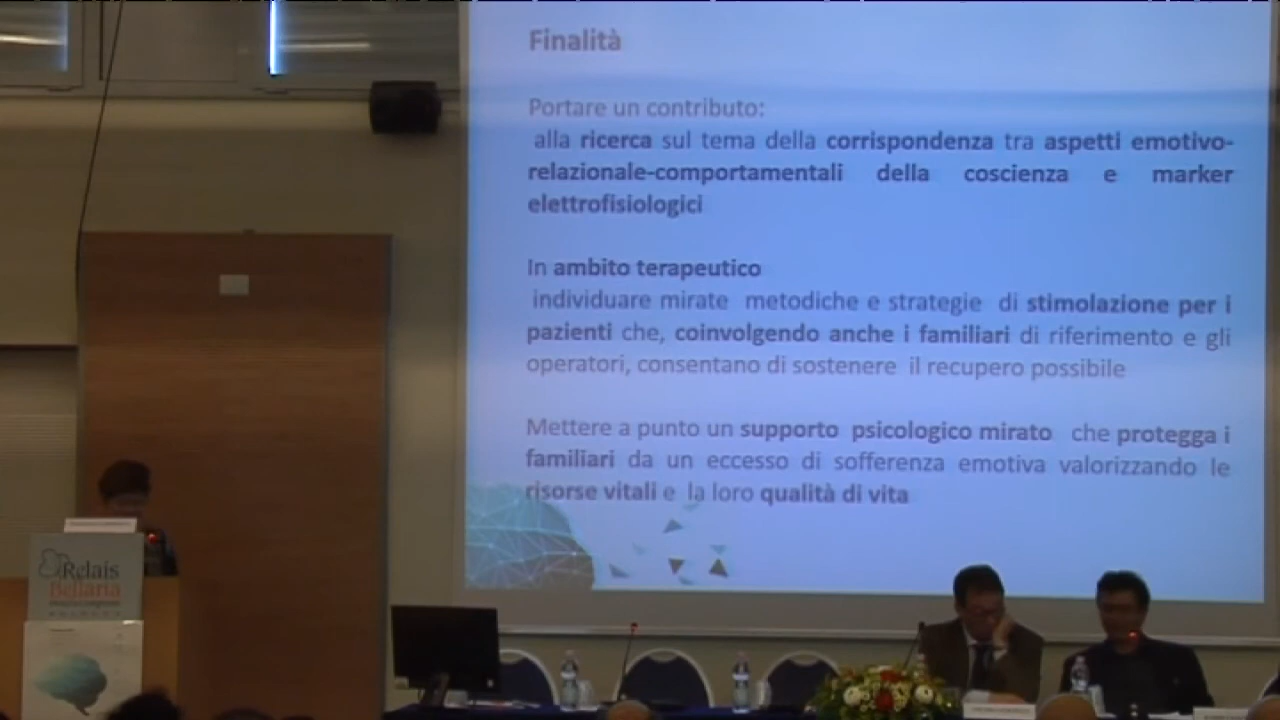 Finalità
Portare un contributo:
alla ricerca sul tema della corrispondenza tra aspetti emotivo-
relazionale-comportamentali della coscienza e marker
elettrofisiologici
In ambito terapeutico
individuare mirate metodiche e strategie di stimolazione per i
pazienti che, coinvolgendo anche i familiari di riferimento e gli
operatori, consentano di sostenere il recupero possibile
Mettere a punto un supporto psicologico mirato che protegga i
familiari da un eccesso di sofferenza emotiva valorizzando le
risorse vitali e la loro qualità di vita
Relais
Bellaria